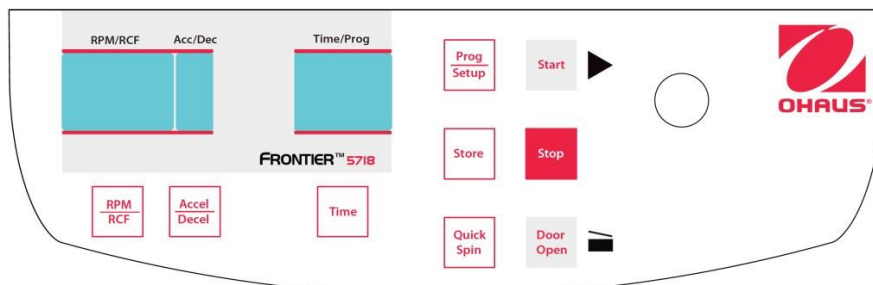 RPM/RCF Acc/Dec Time/Prog
FRONTIER™ 5718
RPM
RCF
Accel
Decel
Time
Prog
Setup
Start
Store
Stop
Quick
Spin
Door
Open
OHAUS®